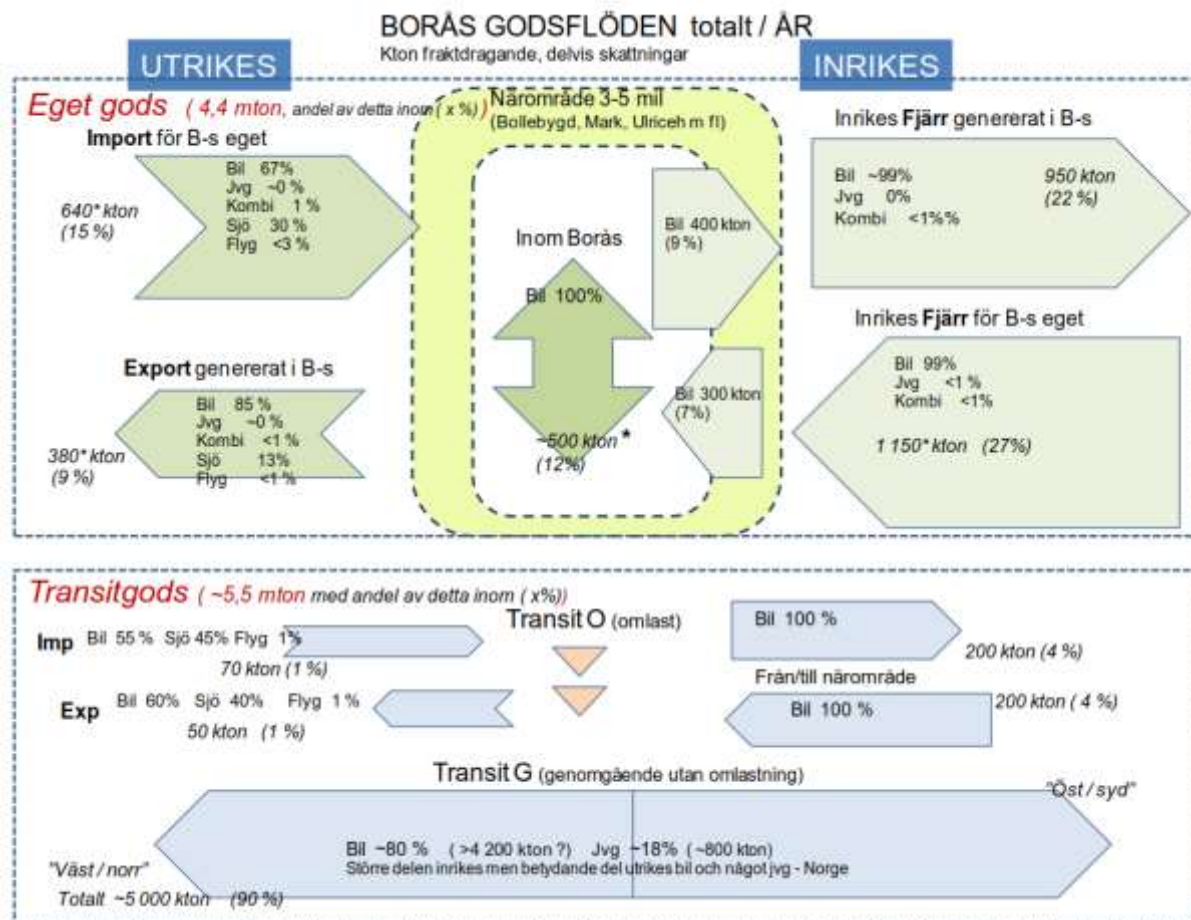 BORÅS GODSFLÖDEN totalt / ÅR
Kton fraktdragande, delvis skattningar
UTRIKES
INRIKES
Eget gods ( 4,4 mton, andel av detta inom ( x %))
Närområde 3-5 mil
(Bollebygd, Mark, Ulriceh m fl)
Import för B-s eget
Bil 67%
Jvg ~0 %
Kombi 1 %
Sjö 30 %
Flyg <3 %
640* kton
(15 %)
Export genererat i B-s
Bil 85 %
Jvg ~0 %
Kombi <1 %
Sjö 13%
Flyg <1 %
380* kton
(9 %)
Inom Borås
Bil 100%
~500 kton *
(12%)
Bil 400 kton
(9 %)
Bil 300 kton
(7%)
Inrikes Fjärr genererat i B-s
Bil ~99%
Jvg 0%
Kombi <1%%
950 kton
(22 %)
Inrikes Fjärr för B-s eget
Bil 99%
Jvg <1 %
Kombi <1%
1 150* kton (27%)
Transitgods ( ~5,5 mton med andel av detta inom ( x%))
Transit O (omlast)
Imp Bil 55 % Sjö 45% Flyg 1%
70 kton (1 %)
Exp Bil 60% Sjö 40% Flyg 1 %
50 kton (1 %)
Bil 100 %
200 kton (4 %)
Från/till närområde
Bil 100 %
200 kton ( 4 %)
Transit G (genomgående utan omlastning)
"Öst / syd"
Bil ~80 % ( >4 200 kton ?) Jvg ~18% ( ~800 kton)
Större delen inrikes men betydande del utrikes bil och något jvg - Norge
"Väst / norr"
Totalt ~5 000 kton (90 %)